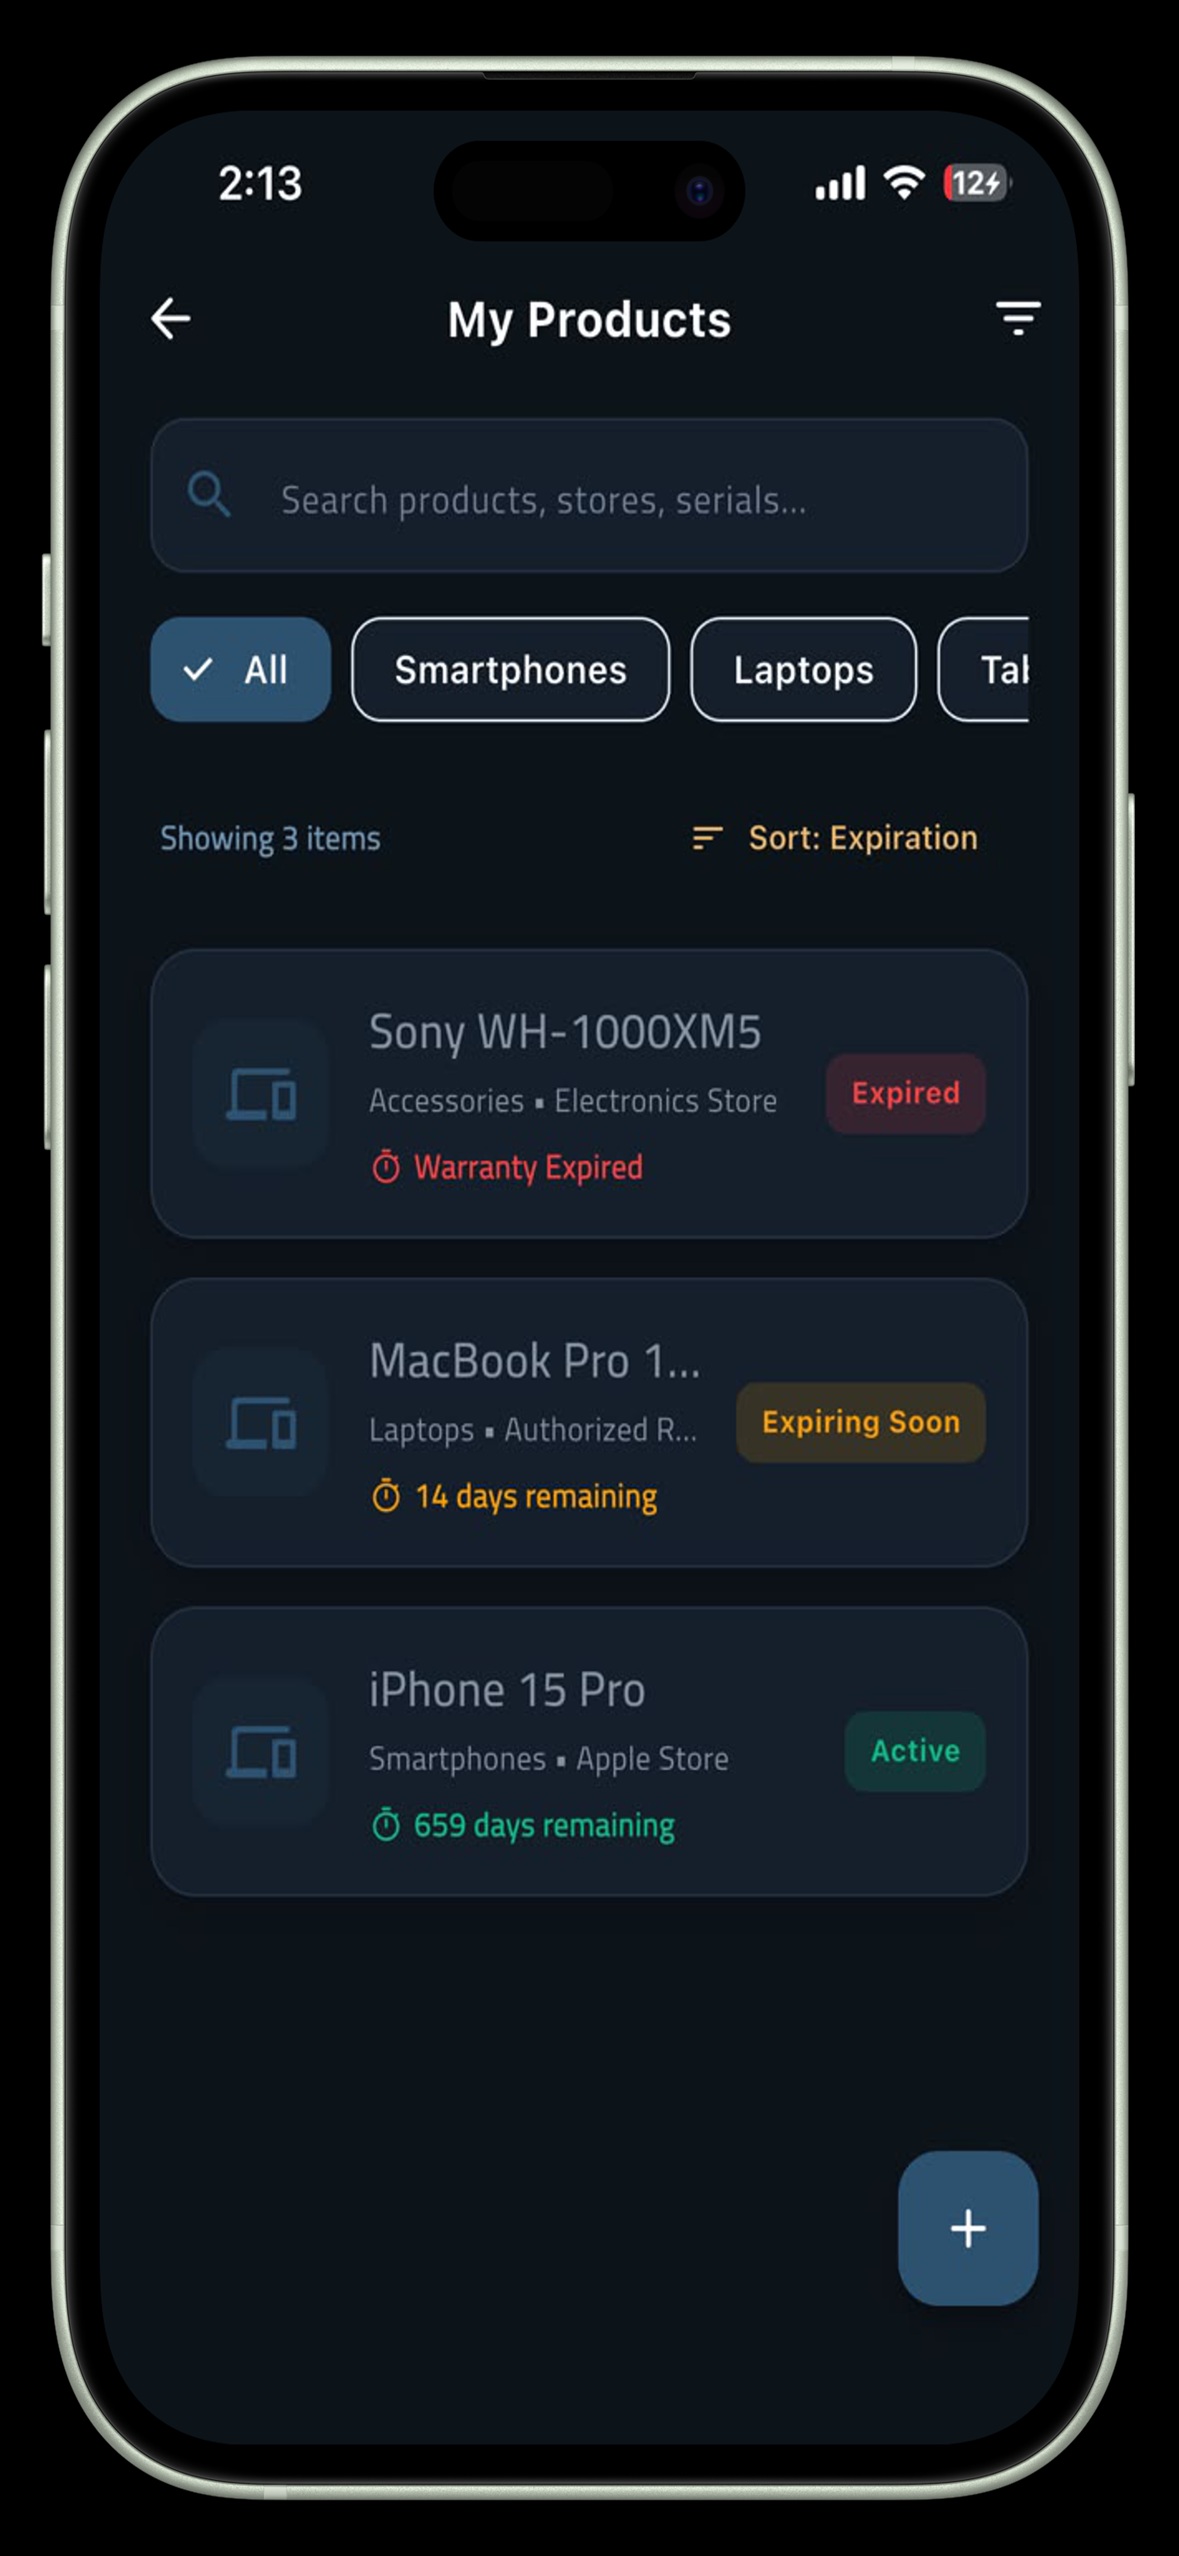 2:13
12
My Products
Search products, stores, serials...
All
Smartphones
Laptops
Showing 3 items
Sort: Expiration
Sony WH-1000XM5
Accessories ▪ Electronics Store
Warranty Expired
Expired
MacBook Pro 1...
Laptops ▪ Authorized R...
14 days remaining
Expiring Soon
iPhone 15 Pro
Smartphones ▪ Apple Store
659 days remaining
Active